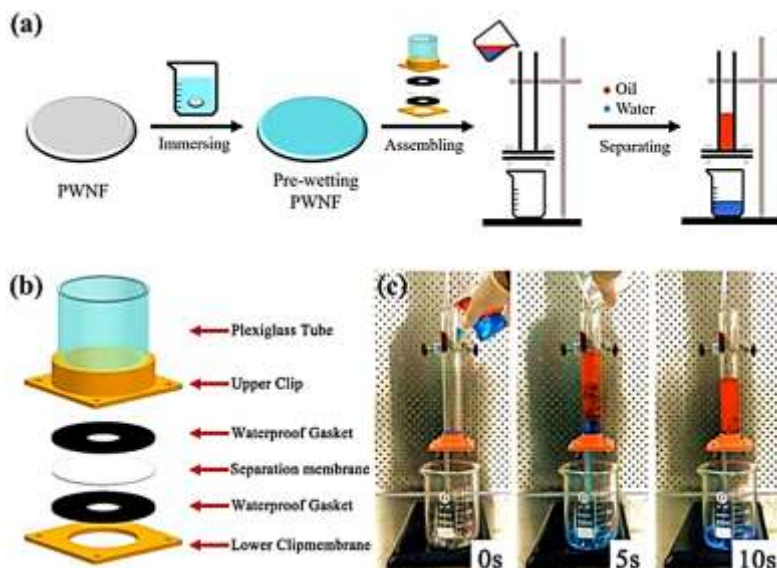 (a)
PWNF
Immersing
Pre-wetting
PWNF
Assembling
Oil
Water
Separating
(b)
Plexiglass Tube
Upper Clip
Waterproof Gasket
Separation membrane
Waterproof Gasket
Lower Clipmembrane
(c)
0s
5s
10s